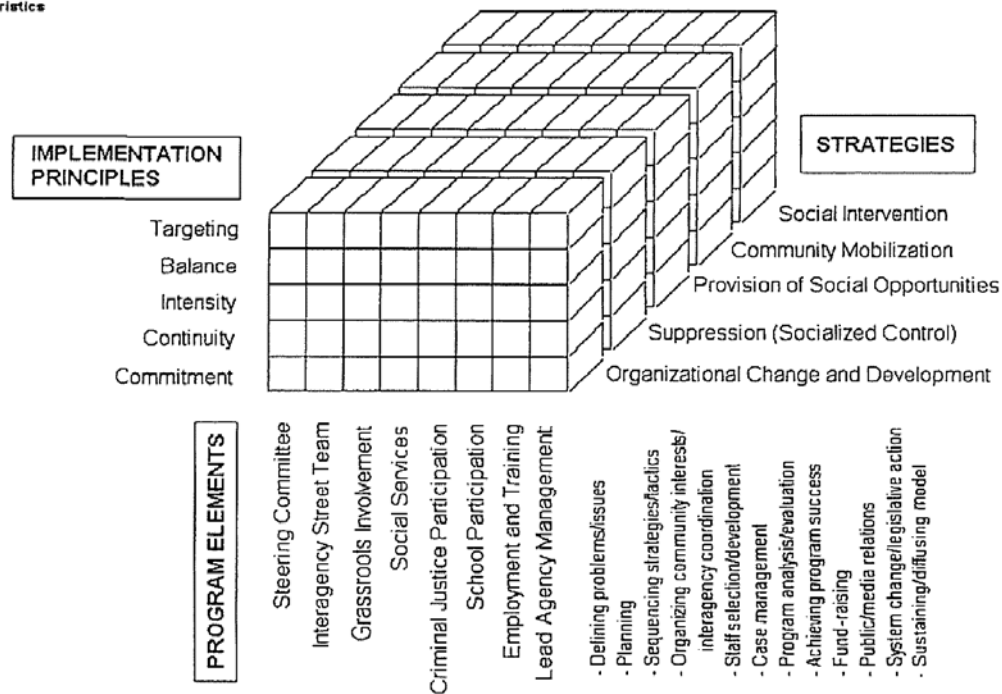 ristics
IMPLEMENTATION
PRINCIPLES
Targeting
Balance
Intensity
Continuity
Commitment
STRATEGIES
Social Intervention
Community Mobilization
Provision of Social Opportunities
Suppression (Socialized Control)
Organizational Change and Development
PROGRAM ELEMENTS
Steering Committee
Interagency Street Team
Grassroots Involvement
Social Services
Criminal Justice Participation
School Participation
Employment and Training
Lead Agency Management
- Defining problems/issues
- Planning
- Sequencing strategies/tactics
- Organizing community interests/
interagency coordination
- Staff selection/development
- Case management
- Program analysis/evaluation
- Achieving program success
- Fund-raising
- Public/media relations
- System change/legislative action
- Sustaining/diffusing model